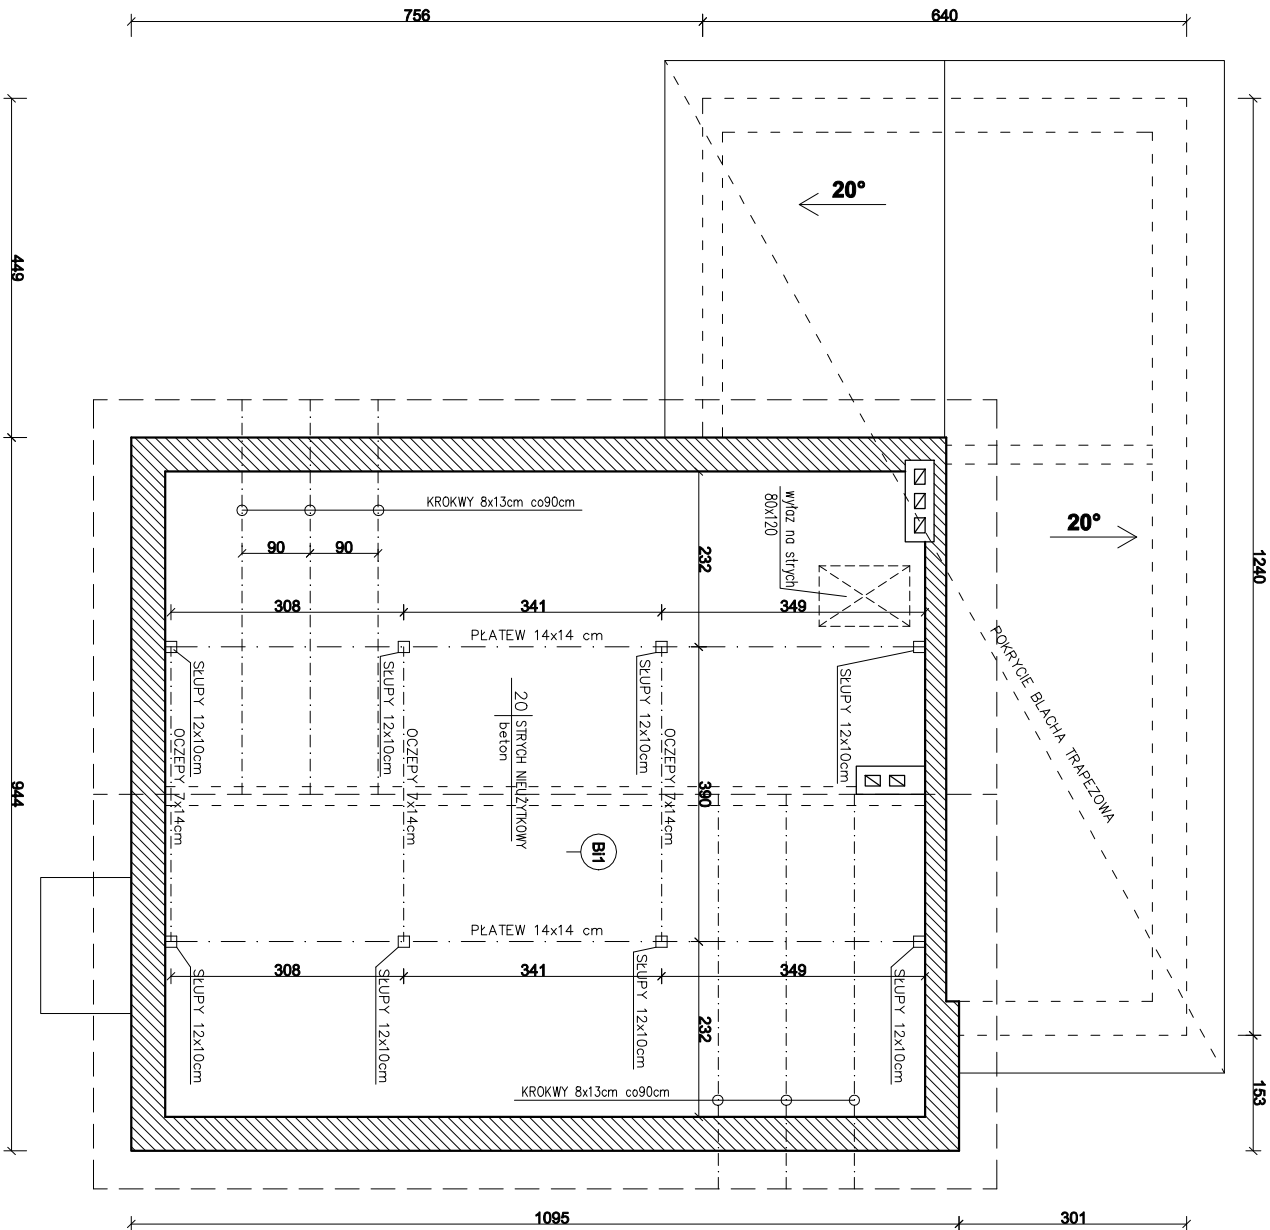 756
640
449
20°
1240
KROKWY 8x13cm co90cm
wyłaz na strych
80x120
90
90
232
20°
308
341
349
PŁATEW 14x14 cm
SŁUPY 12x10cm
SŁUPY 12x10cm
SŁUPY 12x10cm
SŁUPY 12x10cm
POKRYCIE BLACHA TRAPEZOWA
20
STRYCH NIEUŻYTKOWY
beton
OCZEPY 7x14cm
OCZEPY 7x14cm
OCZEPY 7x14cm
390
944
BI1
PŁATEW 14x14 cm
308
341
349
SŁUPY 12x10cm
SŁUPY 12x10cm
SŁUPY 12x10cm
SŁUPY 12x10cm
232
KROKWY 8x13cm co90cm
153
1095
301